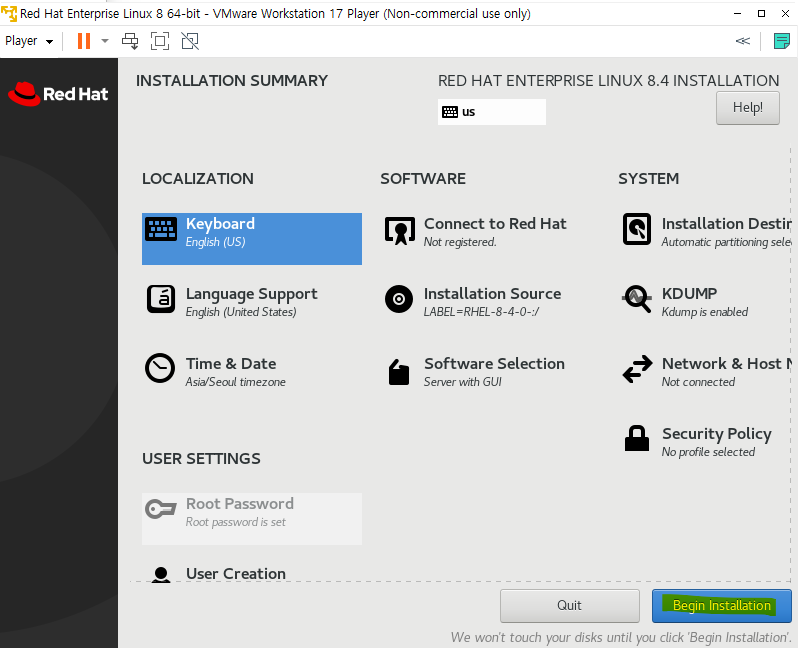 Red Hat Enterprise Linux 8 64-bit - VMware Workstation 17 Player (Non-commercial use only)
Player
Red Hat
INSTALLATION SUMMARY
RED HAT ENTERPRISE LINUX 8.4 INSTALLATION
us
Help!
LOCALIZATION
Keyboard
English (US)
Language Support
English (United States)
Time & Date
Asia/Seoul timezone
USER SETTINGS
Root Password
Root password is set
User Creation
SOFTWARE
Connect to Red Hat
Not registered.
Installation Source
LABEL=RHEL-8-4-0-:/
Software Selection
Server with GUI
SYSTEM
Installation Destin
Automatic partitioning sele
KDUMP
Kdump is enabled
Network & Host N
Not connected
Security Policy
No profile selected
Quit
Begin Installation
We won't touch your disks until you click 'Begin Installation'.